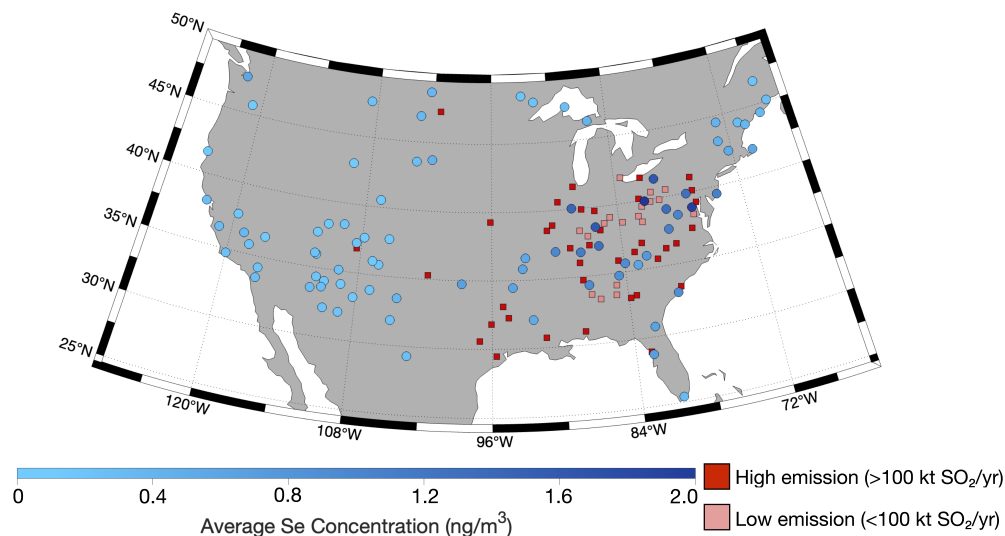 50°N
45°N
40°N
35°N
30°N
25°N
120°W
108°W
96°W
84°W
72°W
0 0.4 0.8 1.2 1.6 2.0
Average Se Concentration (ng/m³)
High emission (>100 kt SO₂/yr)
Low emission (<100 kt SO₂/yr)